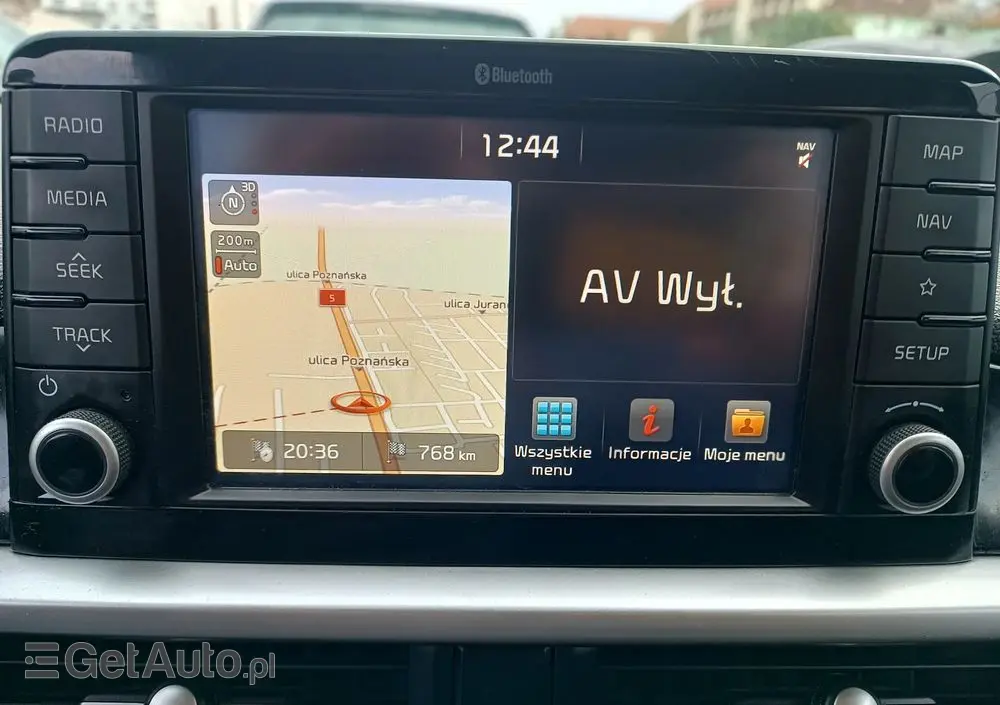 Bluetooth
RADIO
MEDIA
SEEK
TRACK
12:44
NAV
3D
N
200m
Auto
ulica Poznańska
5
ulica Juran
ulica Poznańska
20:36
768 km
AV Wył.
Wszystkie
menu
Informacje
Moje menu
MAP
NAV
SETUP
GetAuto.pl